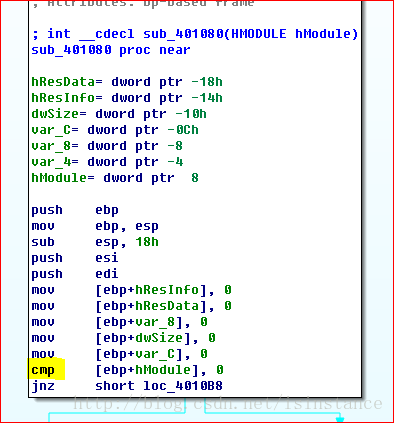 ; Attributes: bp-based frame
; int __cdecl sub_401080(HMODULE hModule)
sub_401080 proc near
hResData= dword ptr -18h
hResInfo= dword ptr -14h
dwSize= dword ptr -10h
var_C= dword ptr -0Ch
var_8= dword ptr -8
var_4= dword ptr -4
hModule= dword ptr  8
push    ebp
mov     ebp, esp
sub     esp, 18h
push    esi
push    edi
mov     [ebp+hResInfo], 0
mov     [ebp+hResData], 0
mov     [ebp+var_8], 0
mov     [ebp+dwSize], 0
mov     [ebp+var_C], 0
cmp     [ebp+hModule], 0
jnz     short loc_4010B8
http://blog.csdn.net/isinstance